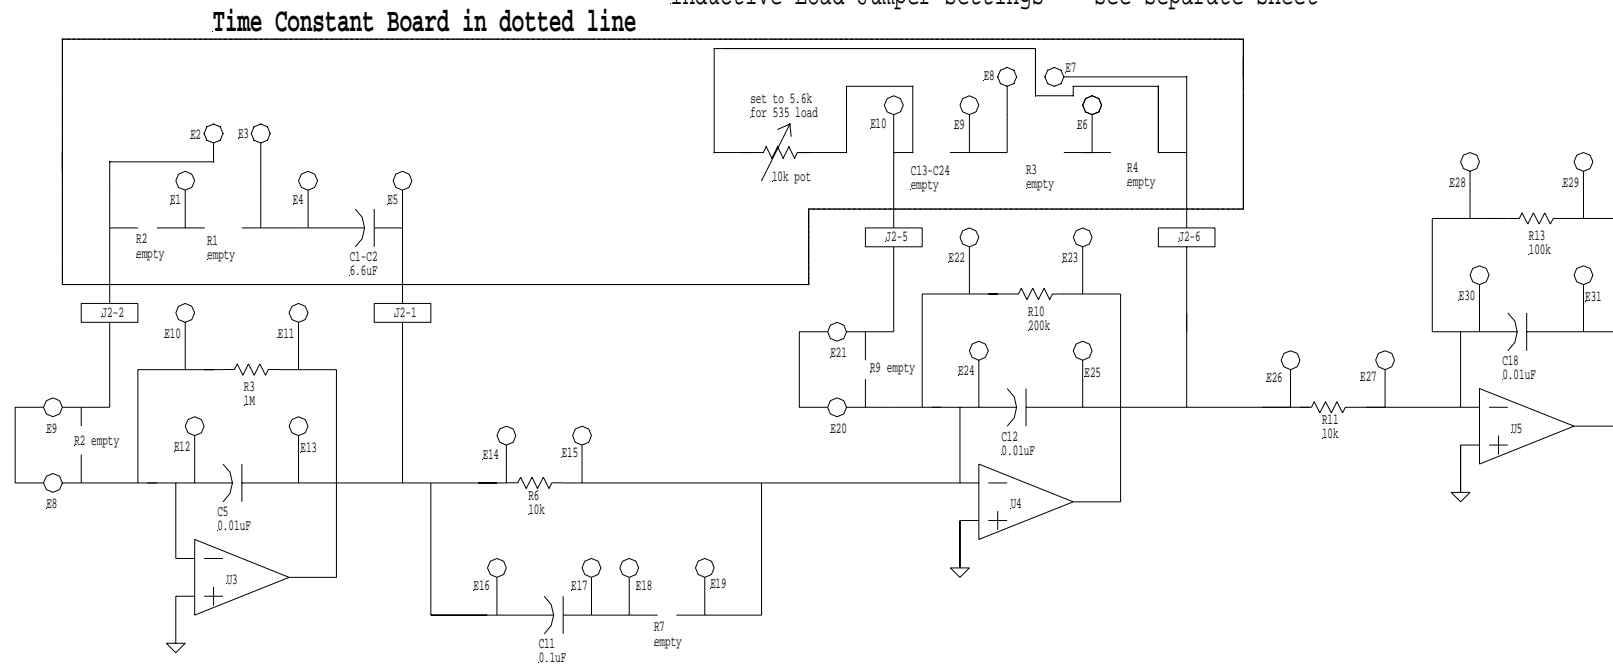 Inductive Load Jumper Settings -- See Separate Sheet
Time Constant Board in dotted line
E7
E8
set to 5.6k
for 535 load
E10
E9
E6
E2
E3
10k pot
C13-C24
empty
R3
empty
R4
empty
E28
E29
E1
E4
E5
R2
empty
R1
empty
C1-C2
6.6uF
J2-5
J2-6
R13
100k
E22
E23
J2-2
J2-1
E10
E11
E30
E31
R10
200k
E21
R9 empty
E24
E25
C18
0.01uF
E26
E27
R3
1M
E9
R2 empty
E12
E13
E20
C12
0.01uF
R11
10k
U5
E14
E15
E8
C5
0.01uF
R6
10k
U4
U3
E16
E17
E18
E19
C11
0.1uF
R7
empty